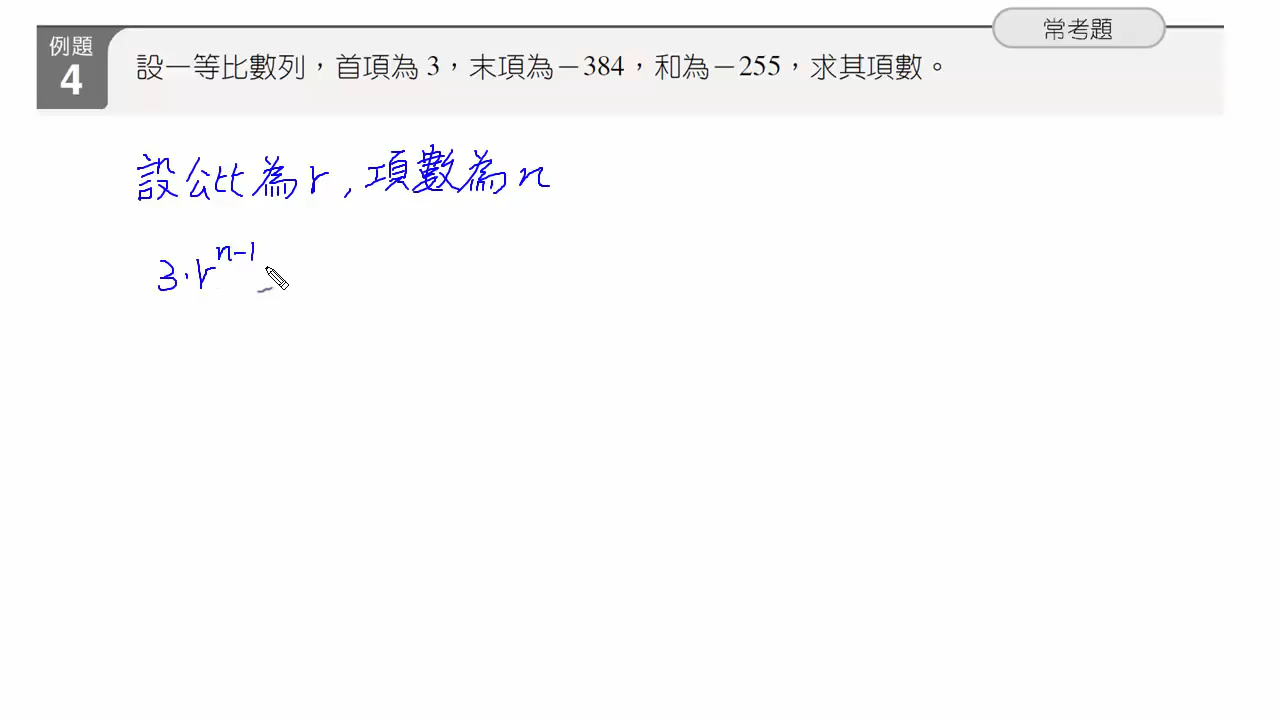 常考題
例題
4
設一等比數列，首項為 3，末項為－384，和為－255，求其項數。
設公比為r，項數為n
3·r^{n-1}